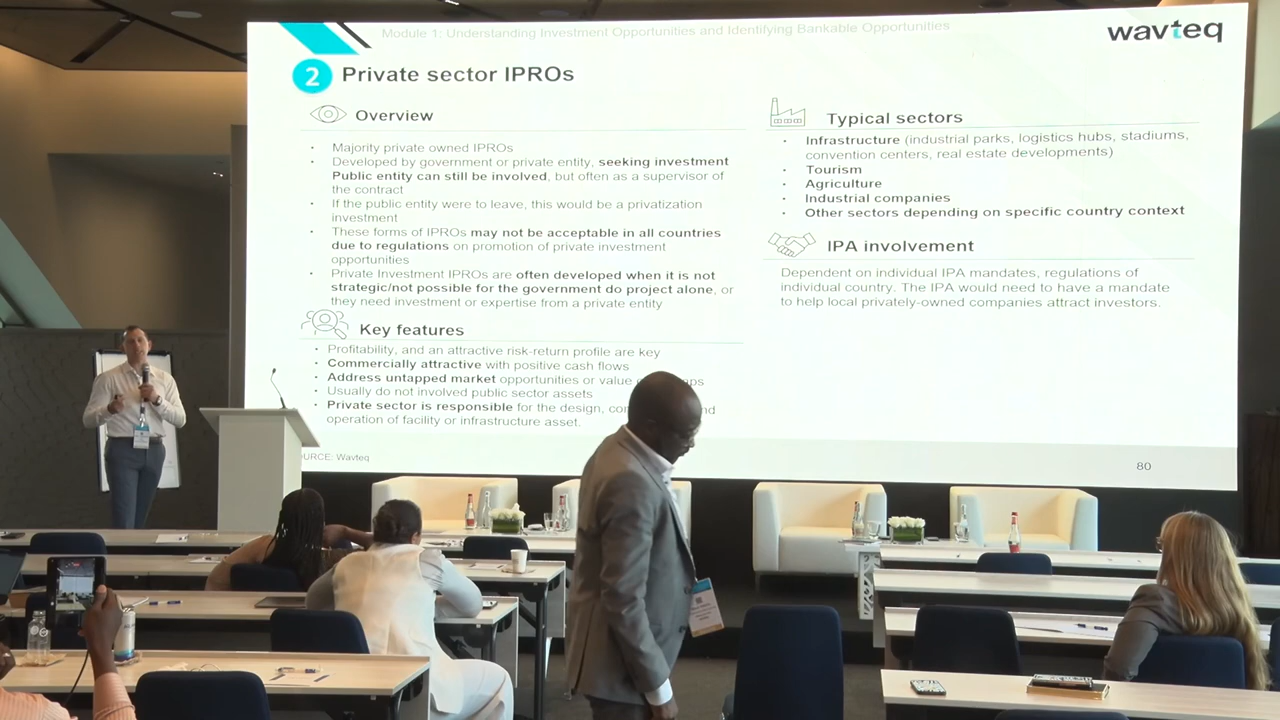 Module 1: Understanding Investment Opportunities and Identifying Bankable Opportunities
wavteq
2 Private sector IPROs
Overview
• Majority private owned IPROs
• Developed by government or private entity, seeking investment
Public entity can still be involved, but often as a supervisor of
the contract
• If the public entity were to leave, this would be a privatization
investment
• These forms of IPROs may not be acceptable in all countries
due to regulations on promotion of private investment
opportunities
• Private Investment IPROs are often developed when it is not
strategic/not possible for the government do project alone, or
they need investment or expertise from a private entity
Key features
• Profitability, and an attractive risk-return profile are key
• Commercially attractive with positive cash flows
• Address untapped market opportunities or value
• Usually do not involved public sector assets
• Private sector is responsible for the design,
operation of facility or infrastructure asset.
Typical sectors
• Infrastructure (industrial parks, logistics hubs, stadiums,
convention centers, real estate developments)
• Tourism
• Agriculture
• Industrial companies
• Other sectors depending on specific country context
IPA involvement
Dependent on individual IPA mandates, regulations of
individual country. The IPA would need to have a mandate
to help local privately-owned companies attract investors.
URCE: Wavteq
80